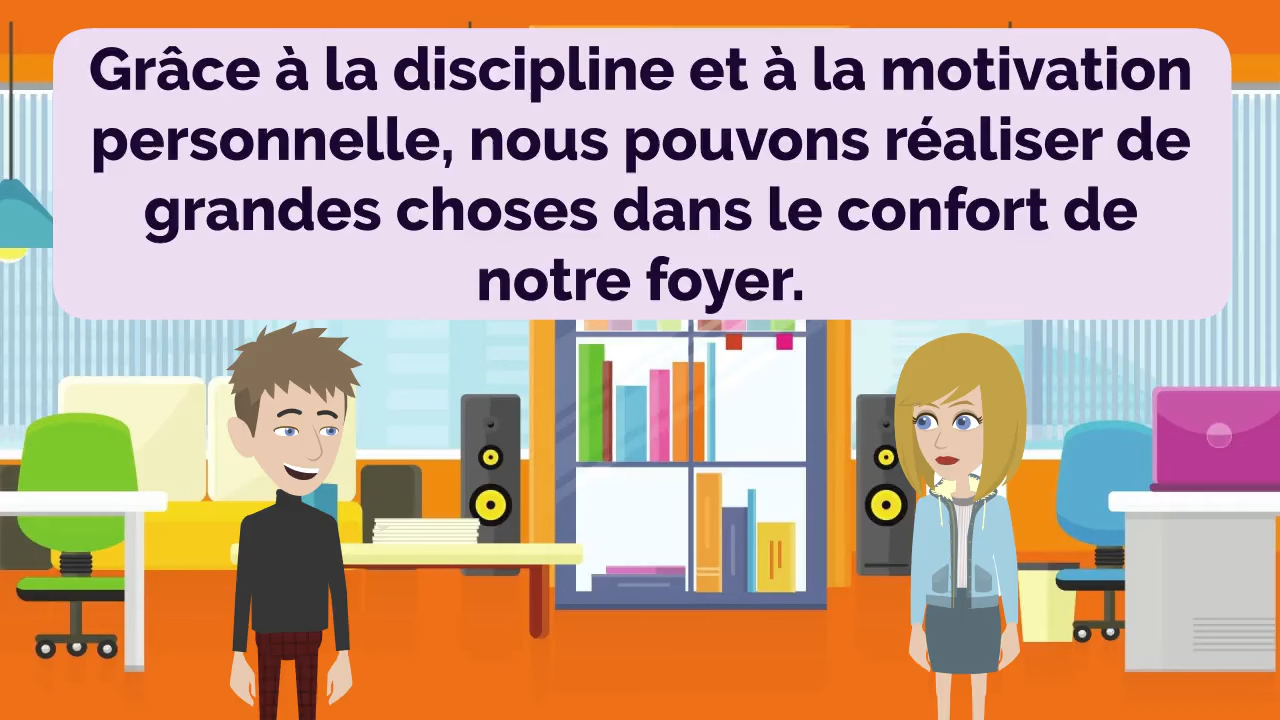 Grâce à la discipline et à la motivation
personnelle, nous pouvons réaliser de
grandes choses dans le confort de
notre foyer.